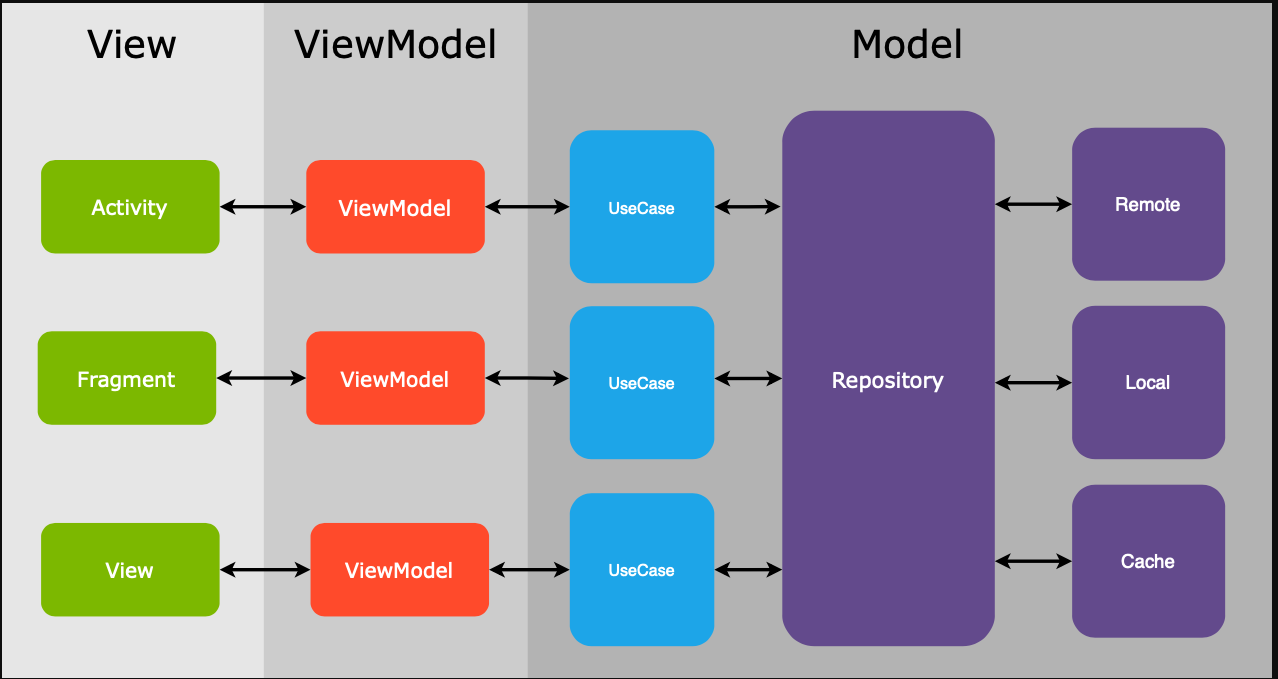 View
ViewModel
Model
Activity
ViewModel
UseCase
Remote
Fragment
ViewModel
UseCase
Repository
Local
View
ViewModel
UseCase
Cache